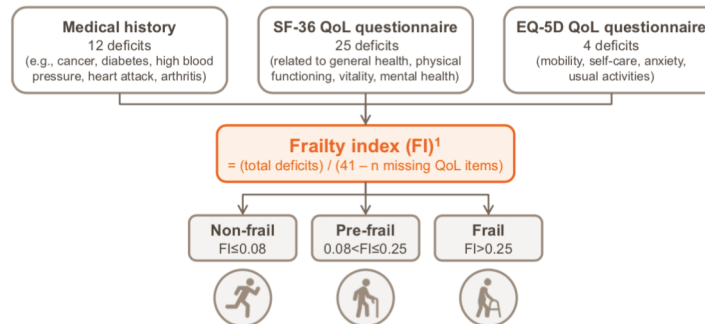 Medical history
12 deficits
(e.g., cancer, diabetes, high blood
pressure, heart attack, arthritis)
SF-36 QoL questionnaire
25 deficits
(related to general health, physical
functioning, vitality, mental health)
EQ-5D QoL questionnaire
4 deficits
(mobility, self-care, anxiety,
usual activities)
Frailty index (FI)¹
= (total deficits) / (41 – n missing QoL items)
Non-frail
FI≤0.08
Pre-frail
0.08<FI≤0.25
Frail
FI>0.25